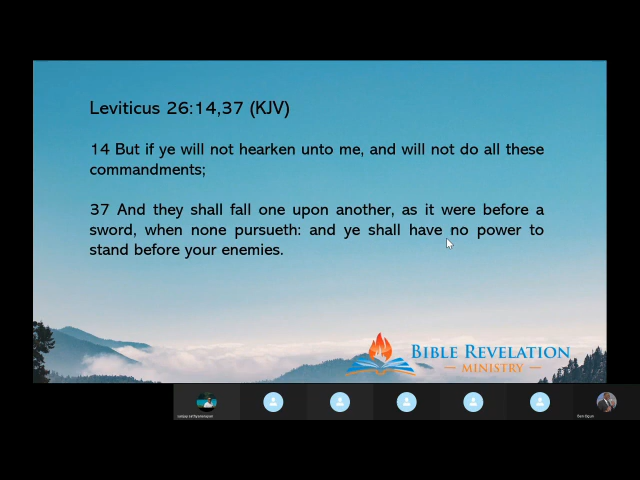 Leviticus 26:14,37 (KJV)
14 But if ye will not hearken unto me, and will not do all these
commandments;
37 And they shall fall one upon another, as it were before a
sword, when none pursueth: and ye shall have no power to
stand before your enemies.
BIBLE REVELATION
MINISTRY